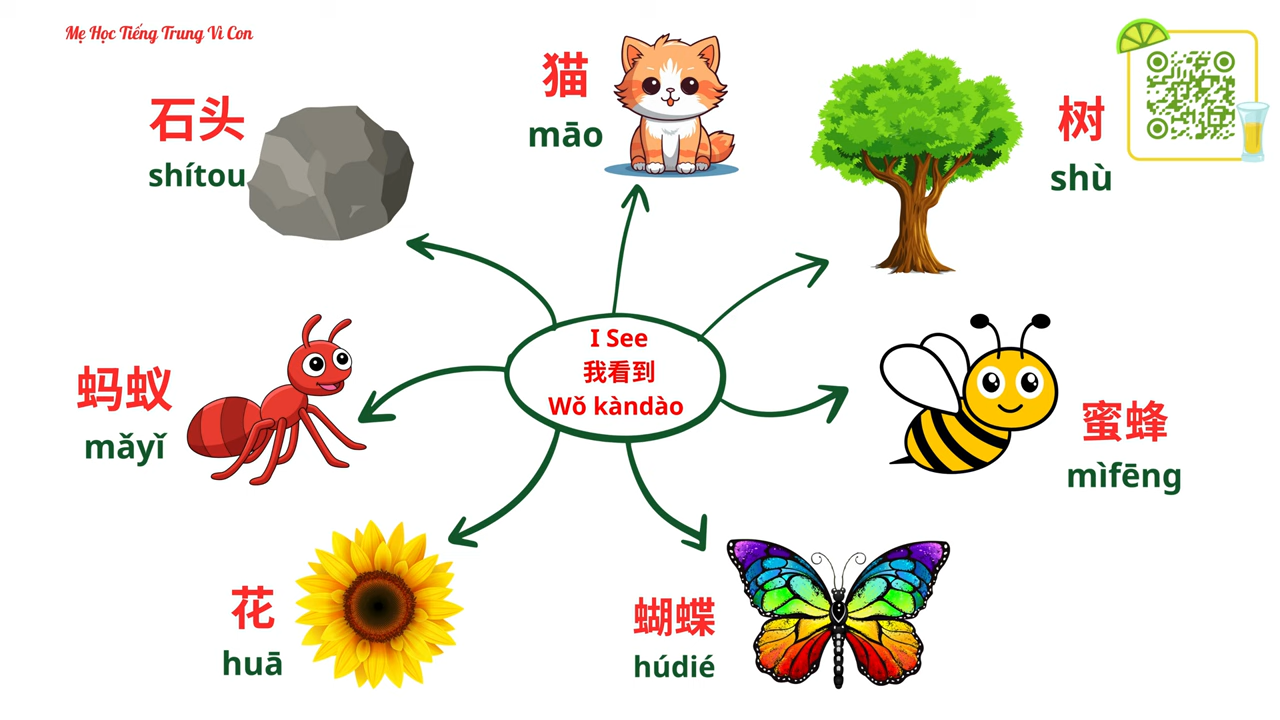 Mẹ Học Tiếng Trung Vì Con
石头
shítou
猫
māo
树
shù
I See
我看到
Wǒ kàndào
蚂蚁
mǎyǐ
蜜蜂
mìfēng
花
huā
蝴蝶
húdié